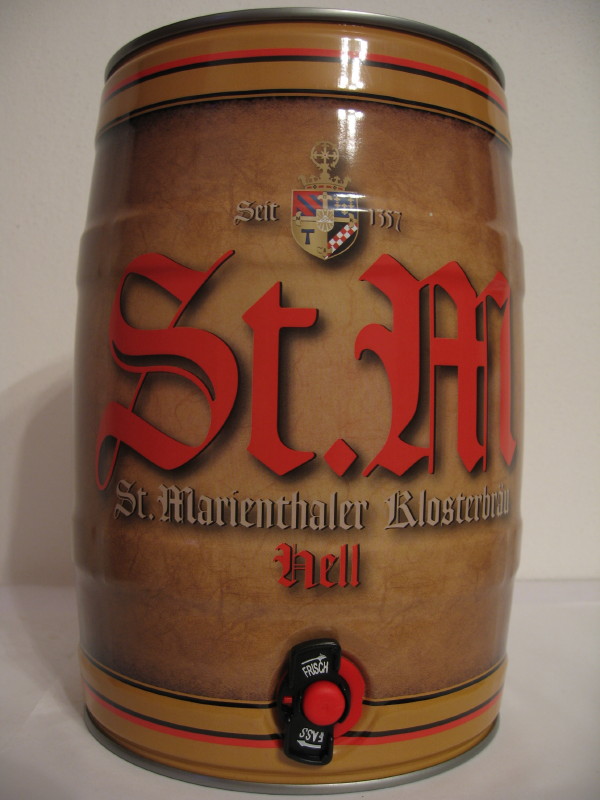 Seit 1357
St.M
St.Marienthaler Klosterbräu
Hell
FRISCH
FASS